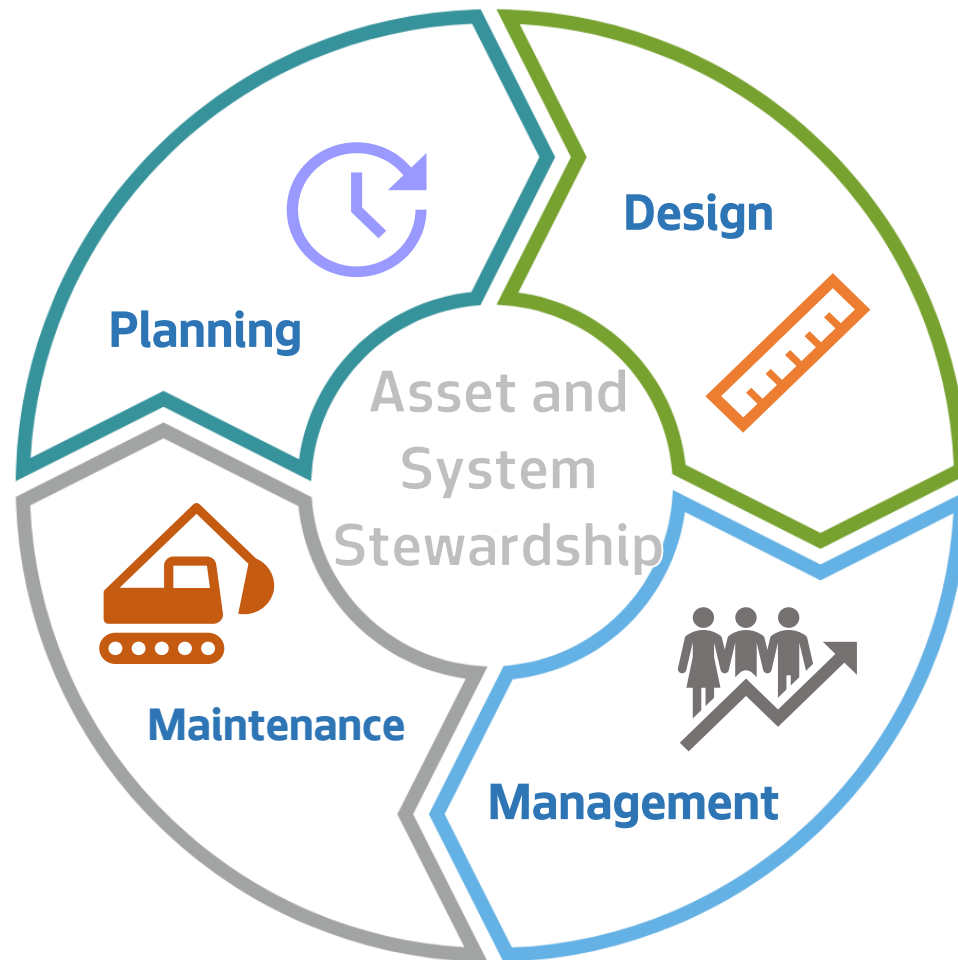 Design
Planning
Asset and
System
Stewardship
Maintenance
Management